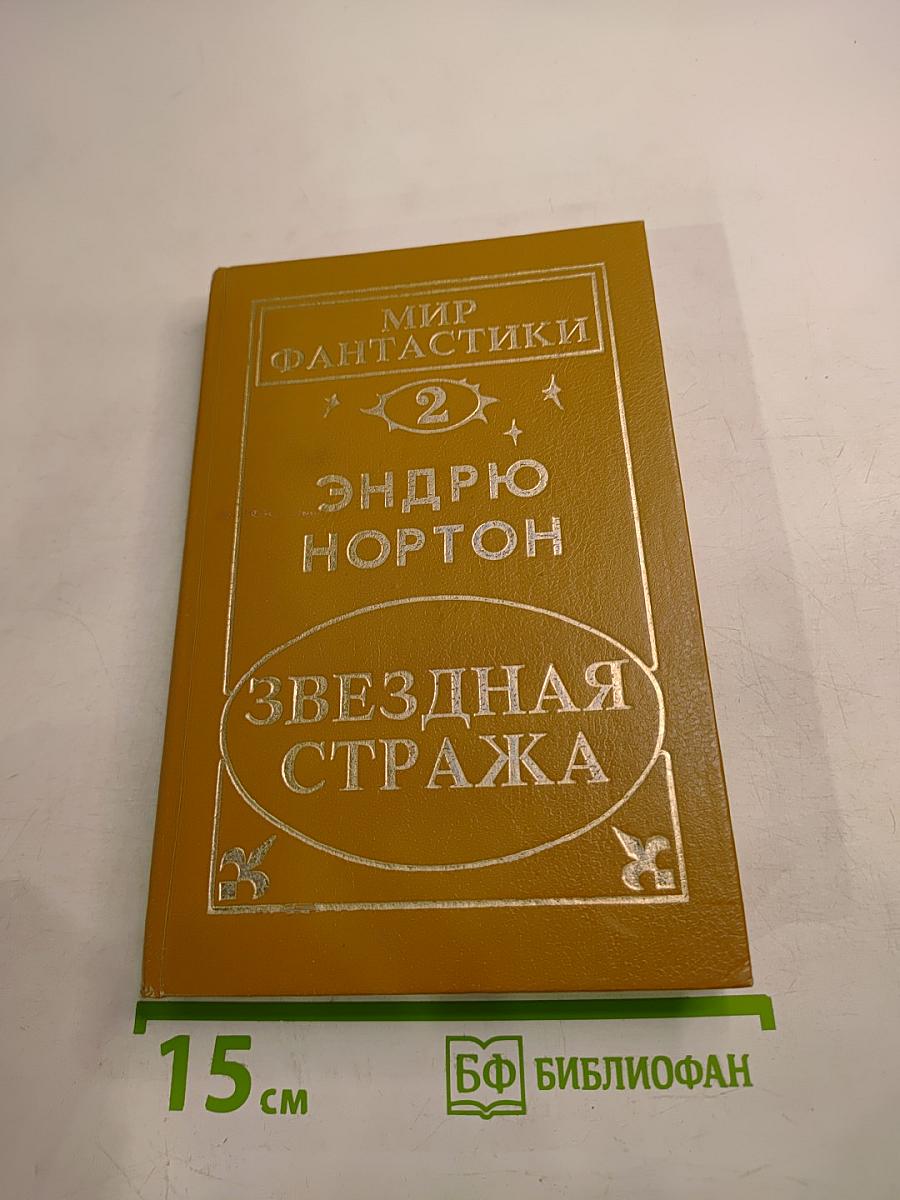 МИР
ФАНТАСТИКИ
2
ЭНДРЮ
НОРТОН
ЗВЕЗДНАЯ
СТРАЖА
15 см
БФ БИБЛИОФАН